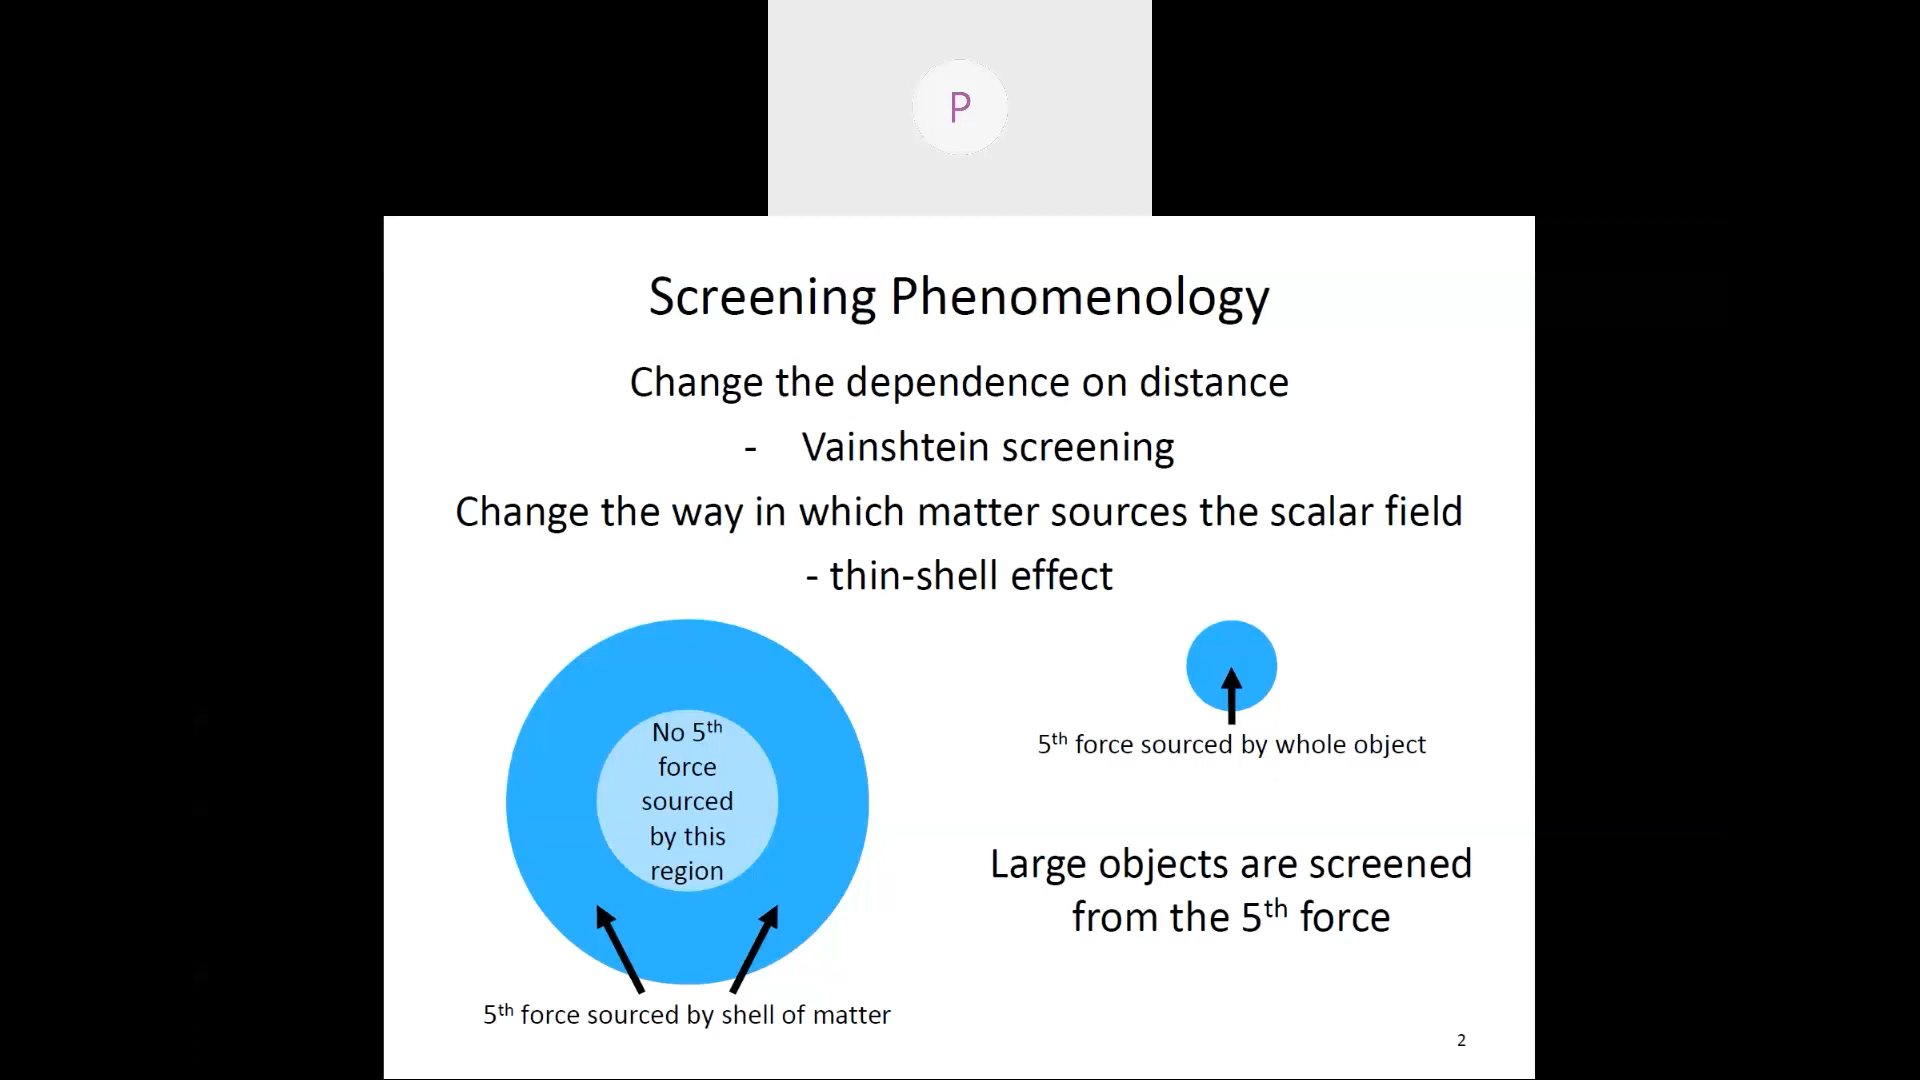 P
Screening Phenomenology
Change the dependence on distance
- Vainshtein screening
Change the way in which matter sources the scalar field
- thin-shell effect
No 5th
force
sourced
by this
region
5th force sourced by shell of matter
5th force sourced by whole object
Large objects are screened
from the 5th force
2